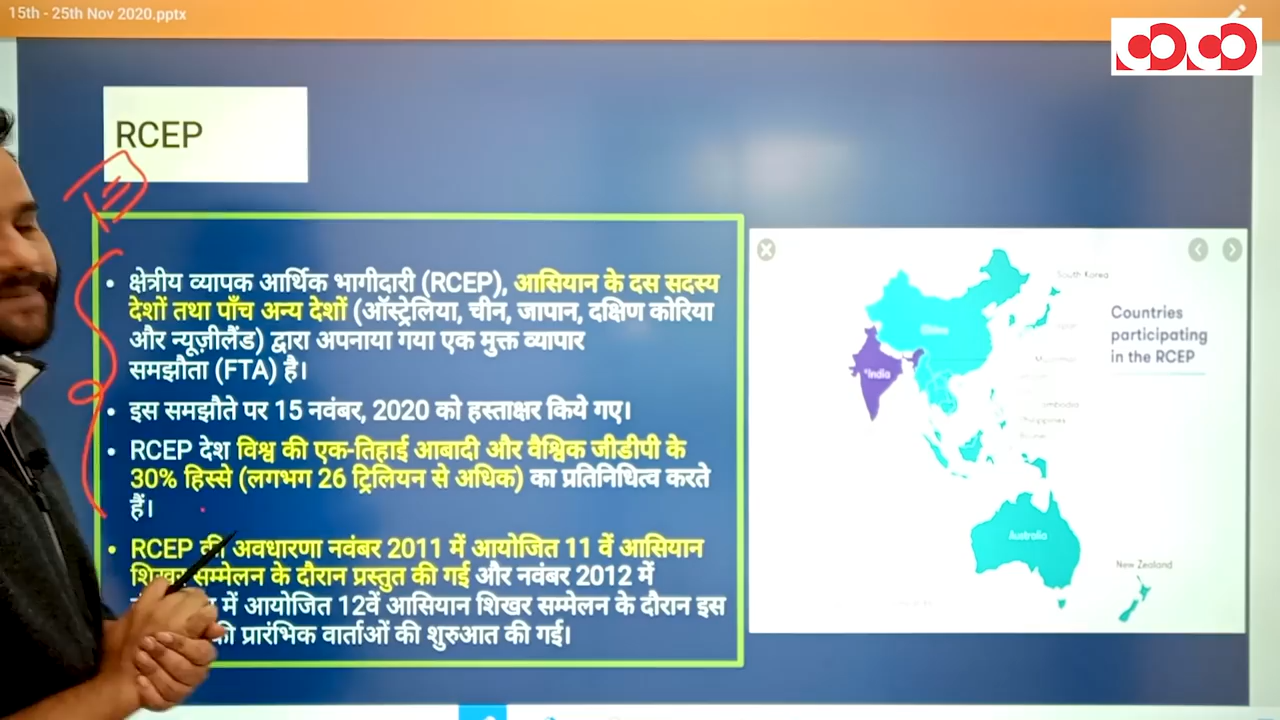 15th - 25th Nov 2020.pptx
RCEP
• क्षेत्रीय व्यापक आर्थिक भागीदारी (RCEP), आसियान के दस सदस्य
देशों तथा पाँच अन्य देशों (ऑस्ट्रेलिया, चीन, जापान, दक्षिण कोरिया
और न्यूज़ीलैंड) द्वारा अपनाया गया एक मुक्त व्यापार
समझौता (FTA) है।
• इस समझौते पर 15 नवंबर, 2020 को हस्ताक्षर किये गए।
• RCEP देश विश्व की एक-तिहाई आबादी और वैश्विक जीडीपी के
30% हिस्से (लगभग 26 ट्रिलियन से अधिक) का प्रतिनिधित्व करते
हैं।
• RCEP की अवधारणा नवंबर 2011 में आयोजित 11 वें आसियान
शिखर सम्मेलन के दौरान प्रस्तुत की गई और नवंबर 2012 में
में आयोजित 12वें आसियान शिखर सम्मेलन के दौरान इस
प्रारंभिक वार्ताओं की शुरुआत की गई।
South Korea
Countries
participating
in the RCEP
China
India
Philippines
Australia
New Zealand